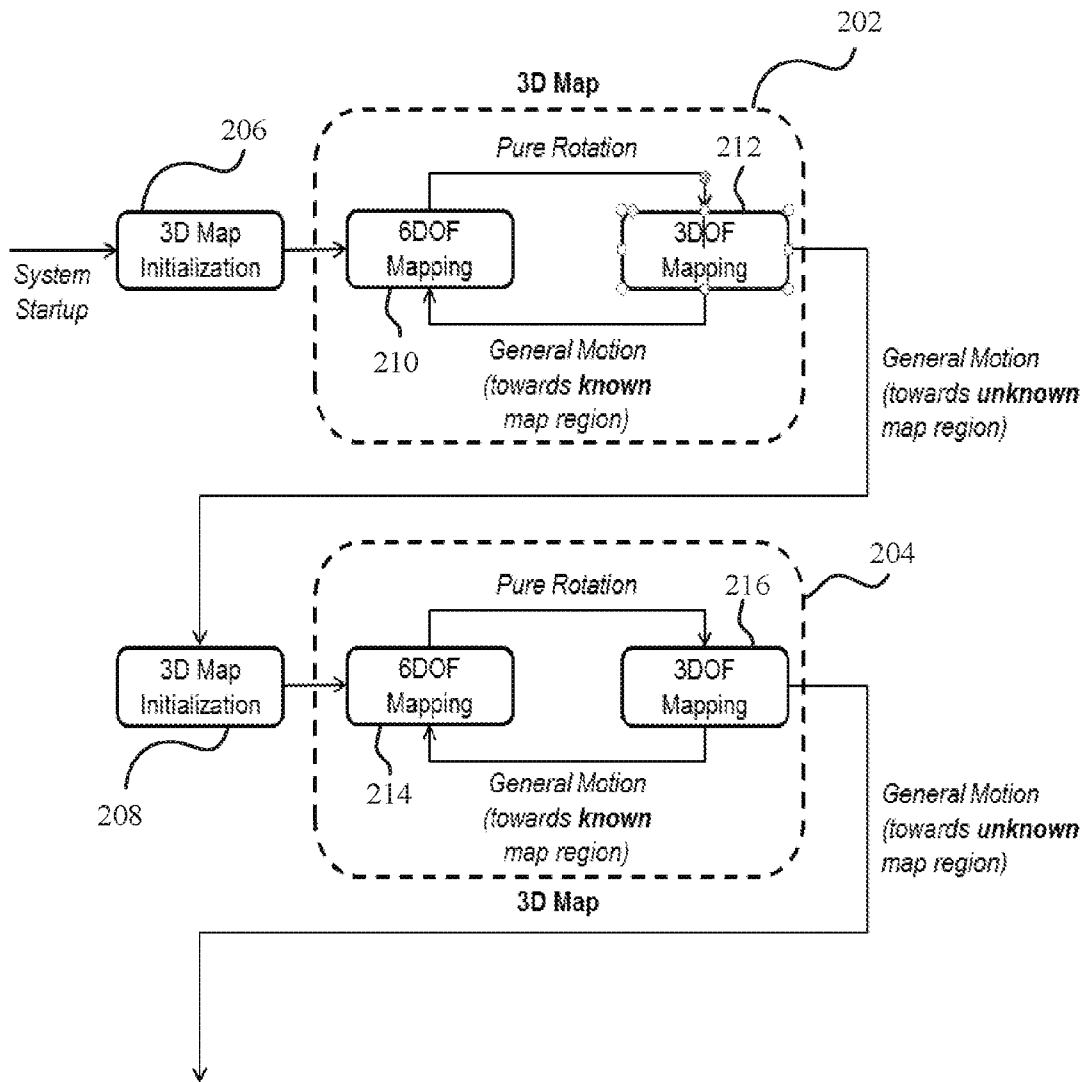 202
3D Map
206
Pure Rotation
212
3D Map
Initialization
6DOF
Mapping
3DOF
Mapping
System
Startup
210
General Motion
(towards known
map region)
General Motion
(towards unknown
map region)
204
Pure Rotation
216
3D Map
Initialization
6DOF
Mapping
3DOF
Mapping
208
214
General Motion
(towards known
map region)
General Motion
(towards unknown
map region)
3D Map